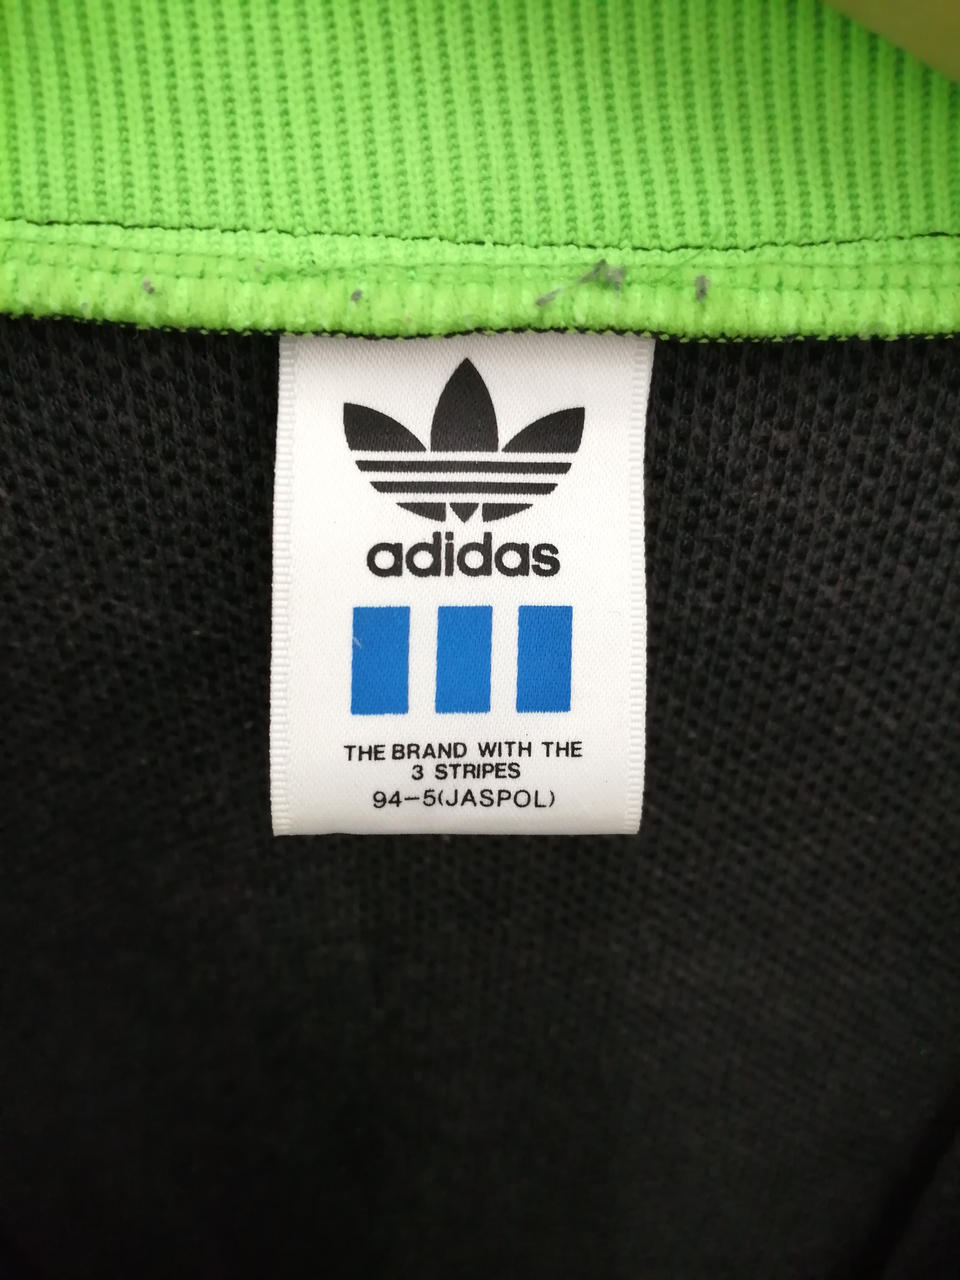 adidas
THE BRAND WITH THE
3 STRIPES
94-5(JASPOL)